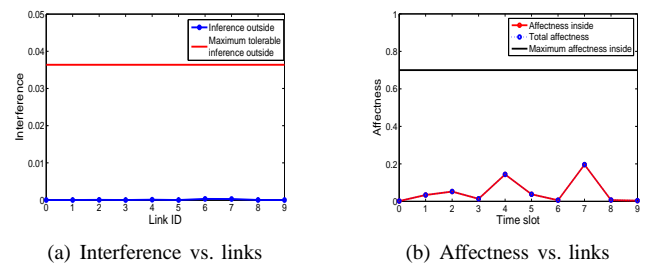 0.05
0.04
0.03
0.02
0.01
0
Interference
Inference outside
Maximum tolerable
inference outside
0 1 2 3 4 5 6 7 8 9
Link ID
(a) Interference vs. links
1
0.8
0.6
0.4
0.2
0
Affectness
Affectness inside
Total affectness
Maximum affectness inside
0 1 2 3 4 5 6 7 8 9
Time slot
(b) Affectness vs. links